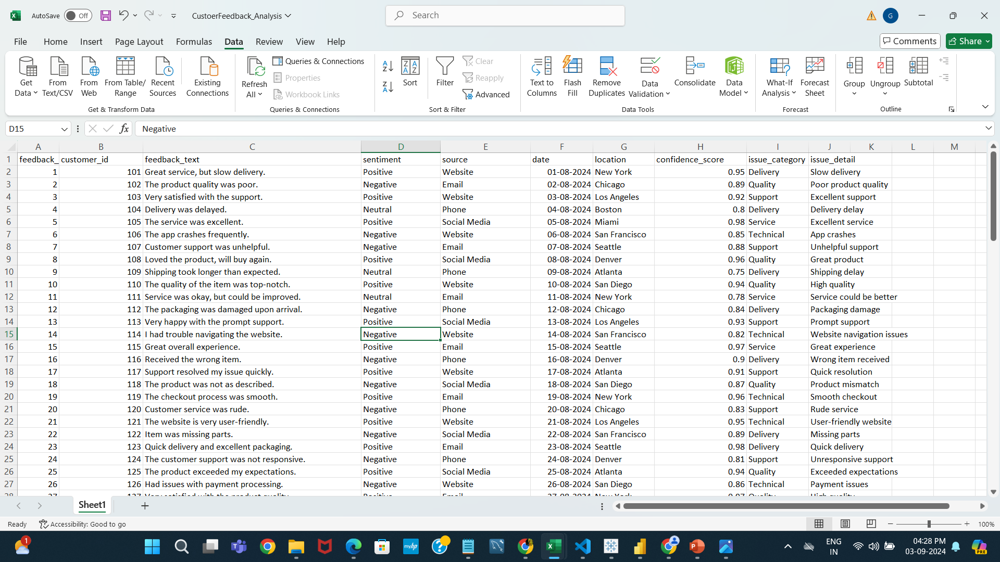 AutoSave Off CustoerFeedback_Analysis Search G
File Home Insert Page Layout Formulas Data Review View Help Comments Share
Get Data From Text/CSV From Web From Table/ Range Recent Sources Existing Connections
Get & Transform Data
Refresh All Queries & Connections Properties Workbook Links
Queries & Connections
Sort Filter Clear Reapply Advanced
Sort & Filter
Text to Columns Flash Fill Remove Duplicates Data Validation Consolidate Data Model
Data Tools
What-If Analysis Forecast Sheet
Forecast
Group Ungroup Subtotal
Outline
D15 fx Negative
A B C D E F G H I J K L M
1 feedback_ customer_id feedback_text sentiment source date location confidence_score issue_category issue_detail
2 1 101 Great service, but slow delivery. Positive Website 01-08-2024 New York 0.95 Delivery Slow delivery
3 2 102 The product quality was poor. Negative Email 02-08-2024 Chicago 0.89 Quality Poor product quality
4 3 103 Very satisfied with the support. Positive Website 03-08-2024 Los Angeles 0.92 Support Excellent support
5 4 104 Delivery was delayed. Neutral Phone 04-08-2024 Boston 0.8 Delivery Delivery delay
6 5 105 The service was excellent. Positive Social Media 05-08-2024 Miami 0.98 Service Excellent service
7 6 106 The app crashes frequently. Negative Website 06-08-2024 San Francisco 0.85 Technical App crashes
8 7 107 Customer support was unhelpful. Negative Email 07-08-2024 Seattle 0.88 Support Unhelpful support
9 8 108 Loved the product, will buy again. Positive Social Media 08-08-2024 Denver 0.96 Quality Great product
10 9 109 Shipping took longer than expected. Neutral Phone 09-08-2024 Atlanta 0.75 Delivery Shipping delay
11 10 110 The quality of the item was top-notch. Positive Website 10-08-2024 San Diego 0.94 Quality High quality
12 11 111 Service was okay, but could be improved. Neutral Email 11-08-2024 New York 0.78 Service Service could be better
13 12 112 The packaging was damaged upon arrival. Negative Phone 12-08-2024 Chicago 0.84 Delivery Packaging damage
14 13 113 Very happy with the prompt support. Positive Social Media 13-08-2024 Los Angeles 0.93 Support Prompt support
15 14 114 I had trouble navigating the website. Negative Website 14-08-2024 San Francisco 0.82 Technical Website navigation issues
16 15 115 Great overall experience. Positive Email 15-08-2024 Seattle 0.97 Service Great experience
17 16 116 Received the wrong item. Negative Phone 16-08-2024 Denver 0.9 Delivery Wrong item received
18 17 117 Support resolved my issue quickly. Positive Website 17-08-2024 Atlanta 0.91 Support Quick resolution
19 18 118 The product was not as described. Negative Social Media 18-08-2024 San Diego 0.87 Quality Product mismatch
20 19 119 The checkout process was smooth. Positive Email 19-08-2024 New York 0.96 Technical Smooth checkout
21 20 120 Customer service was rude. Negative Phone 20-08-2024 Chicago 0.83 Support Rude service
22 21 121 The website is very user-friendly. Positive Website 21-08-2024 Los Angeles 0.95 Technical User-friendly website
23 22 122 Item was missing parts. Negative Social Media 22-08-2024 San Francisco 0.89 Delivery Missing parts
24 23 123 Quick delivery and excellent packaging. Positive Email 23-08-2024 Seattle 0.98 Delivery Quick delivery
25 24 124 The customer support was not responsive. Negative Phone 24-08-2024 Denver 0.81 Support Unresponsive support
26 25 125 The product exceeded my expectations. Positive Social Media 25-08-2024 Atlanta 0.94 Quality Exceeded expectations
27 26 126 Had issues with payment processing. Negative Website 26-08-2024 San Diego 0.86 Technical Payment issues
Sheet1
Ready Accessibility: Good to go 100%
1 myhp ENG IN 04:28 PM 03-09-2024 PRE